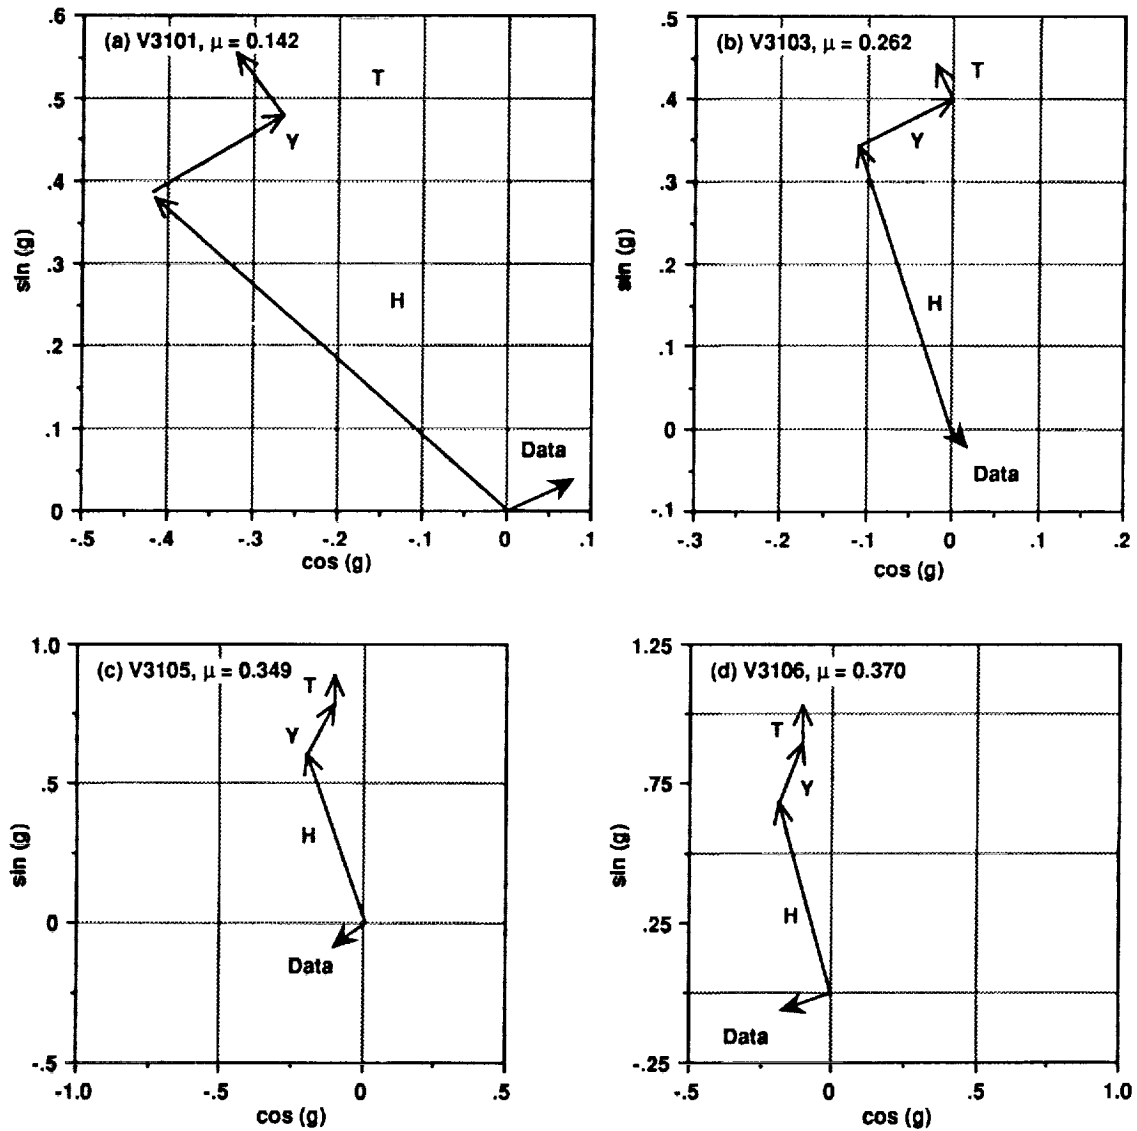 (a) V3101, μ = 0.142
.6
.5
.4
.3
.2
.1
0
sin (g)
T
Y
H
Data
-.5
-.4
-.3
-.2
-.1
0
.1
cos (g)
(b) V3103, μ = 0.262
.5
.4
.3
.2
.1
0
-.1
sin (g)
T
Y
H
Data
-.3
-.2
-.1
0
.1
.2
cos (g)
(c) V3105, μ = 0.349
1.0
.5
0
-.5
sin (g)
T
Y
H
Data
-1.0
-.5
0
.5
cos (g)
(d) V3106, μ = 0.370
1.25
.75
.25
-.25
sin (g)
T
Y
H
Data
-.5
0
.5
1.0
cos (g)